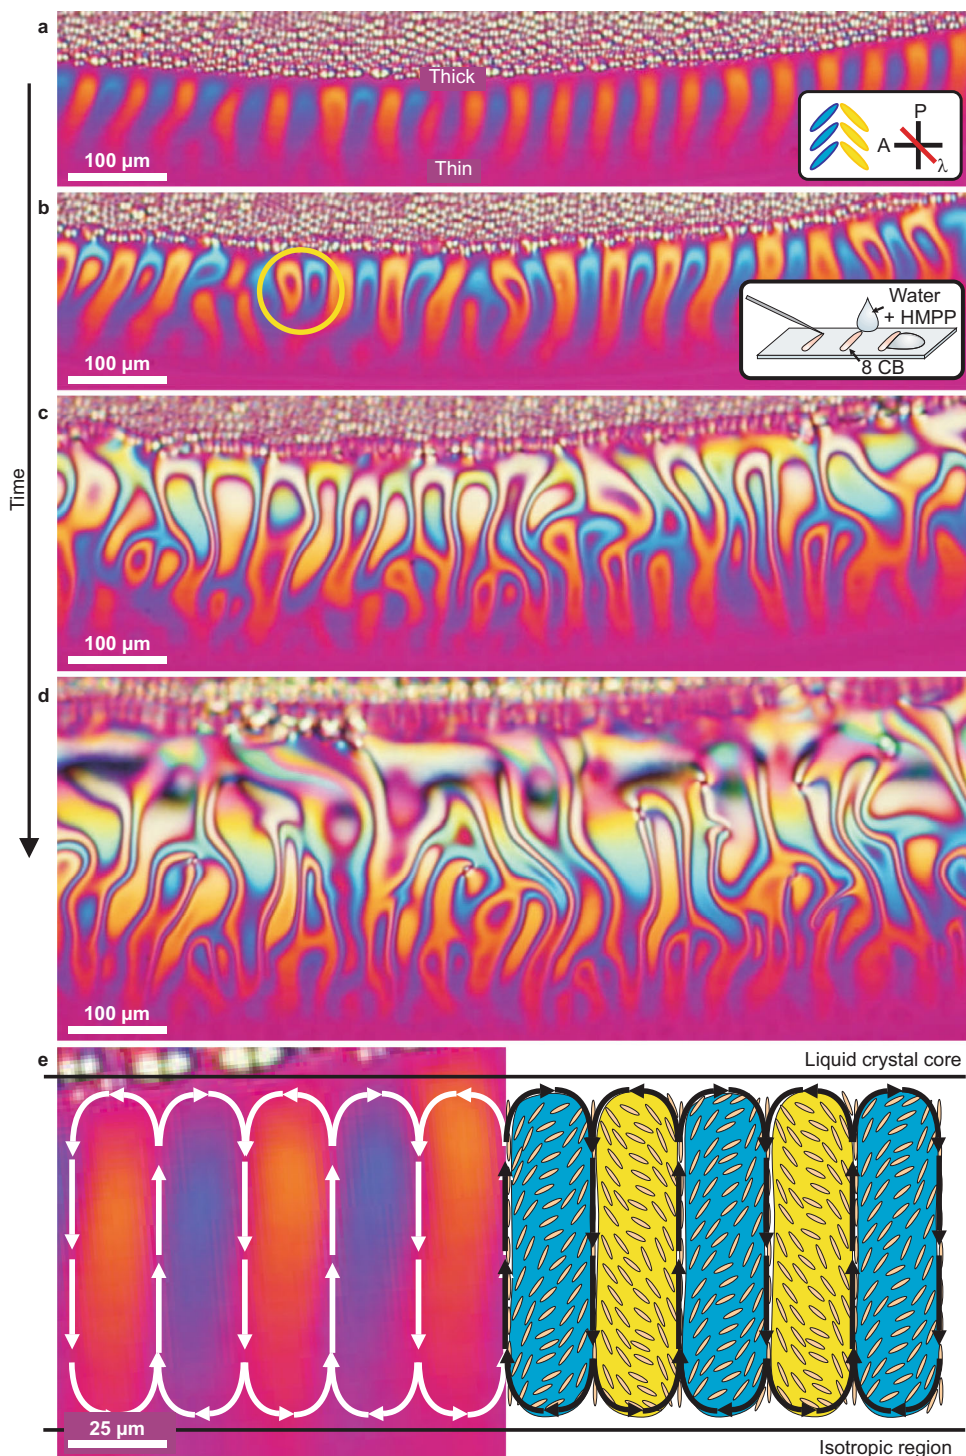 a
Thick
Thin
100 μm
P
A
λ
b
Water
+ HMPP
8 CB
100 μm
Time
c
100 μm
d
100 μm
e
Liquid crystal core
25 μm
Isotropic region